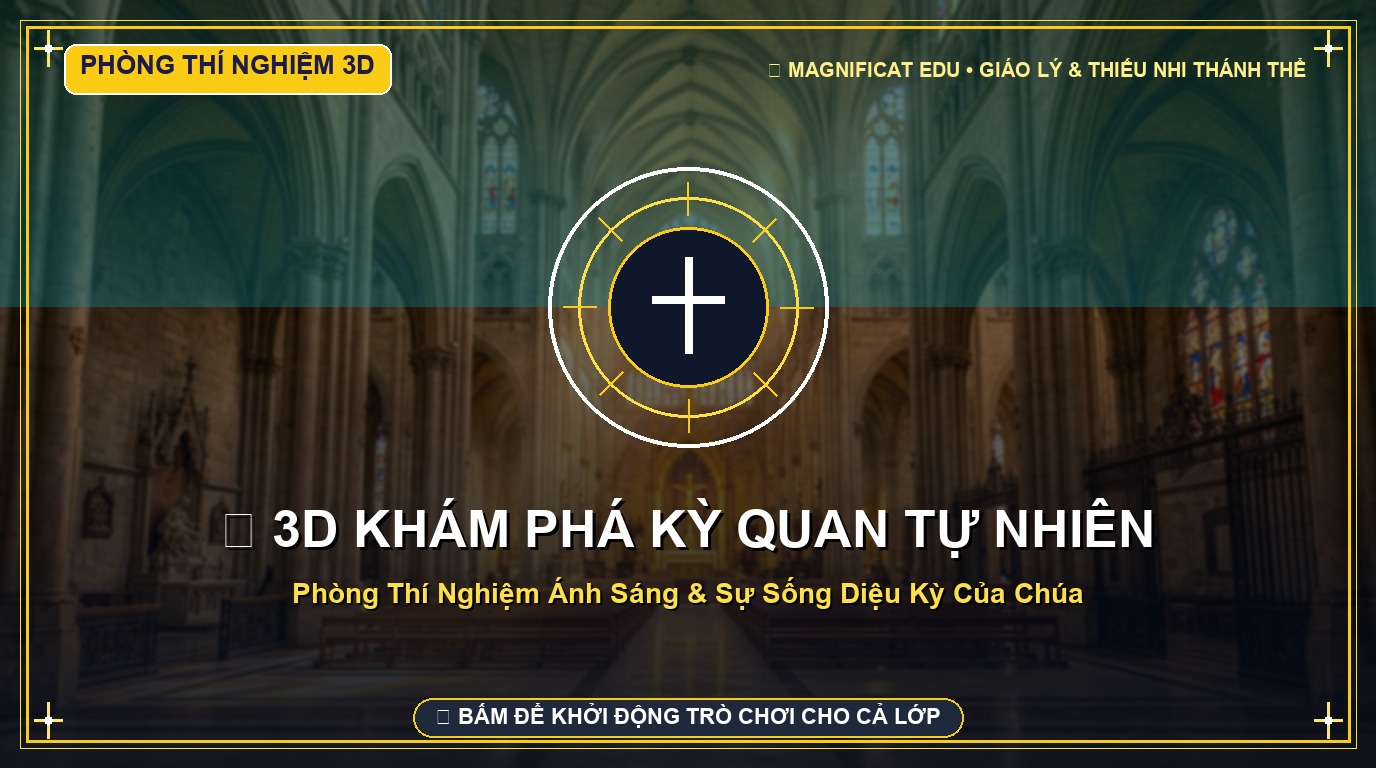 PHÒNG THÍ NGHIỆM 3D
MAGNIFICAT EDU • GIÁO LÝ & THIẾU NHI THÁNH THỂ
3D KHÁM PHÁ KỲ QUAN TỰ NHIÊN
Phòng Thí Nghiệm Ánh Sáng & Sự Sống Diệu Kỳ Của Chúa
BẤM ĐỂ KHỞI ĐỘNG TRÒ CHƠI CHO CẢ LỚP